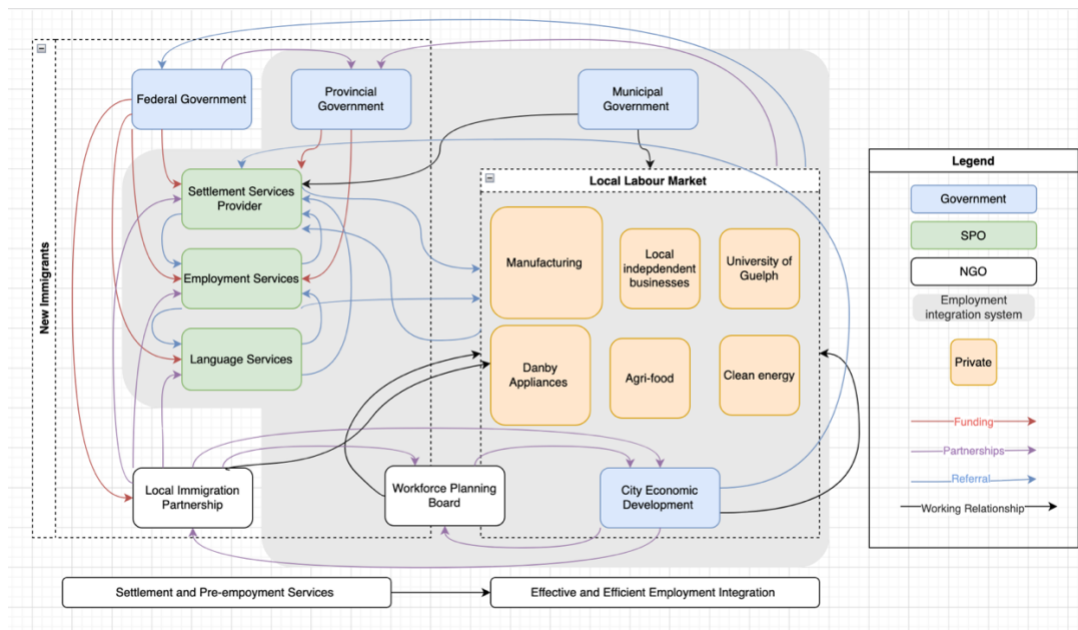 Federal Government
Provincial
Government
Municipal
Government
New Immigrants
Settlement Services
Provider
Employment Services
Language Services
Local Immigration
Partnership
Workforce Planning
Board
City Economic
Development
Local Labour Market
Manufacturing
Local
indepdendent
businesses
University of
Guelph
Danby
Appliances
Agri-food
Clean energy
Settlement and Pre-empoyment Services
Effective and Efficient Employment Integration
Legend
Government
SPO
NGO
Employment
integration system
Private
Funding
Partnerships
Referral
Working Relationship